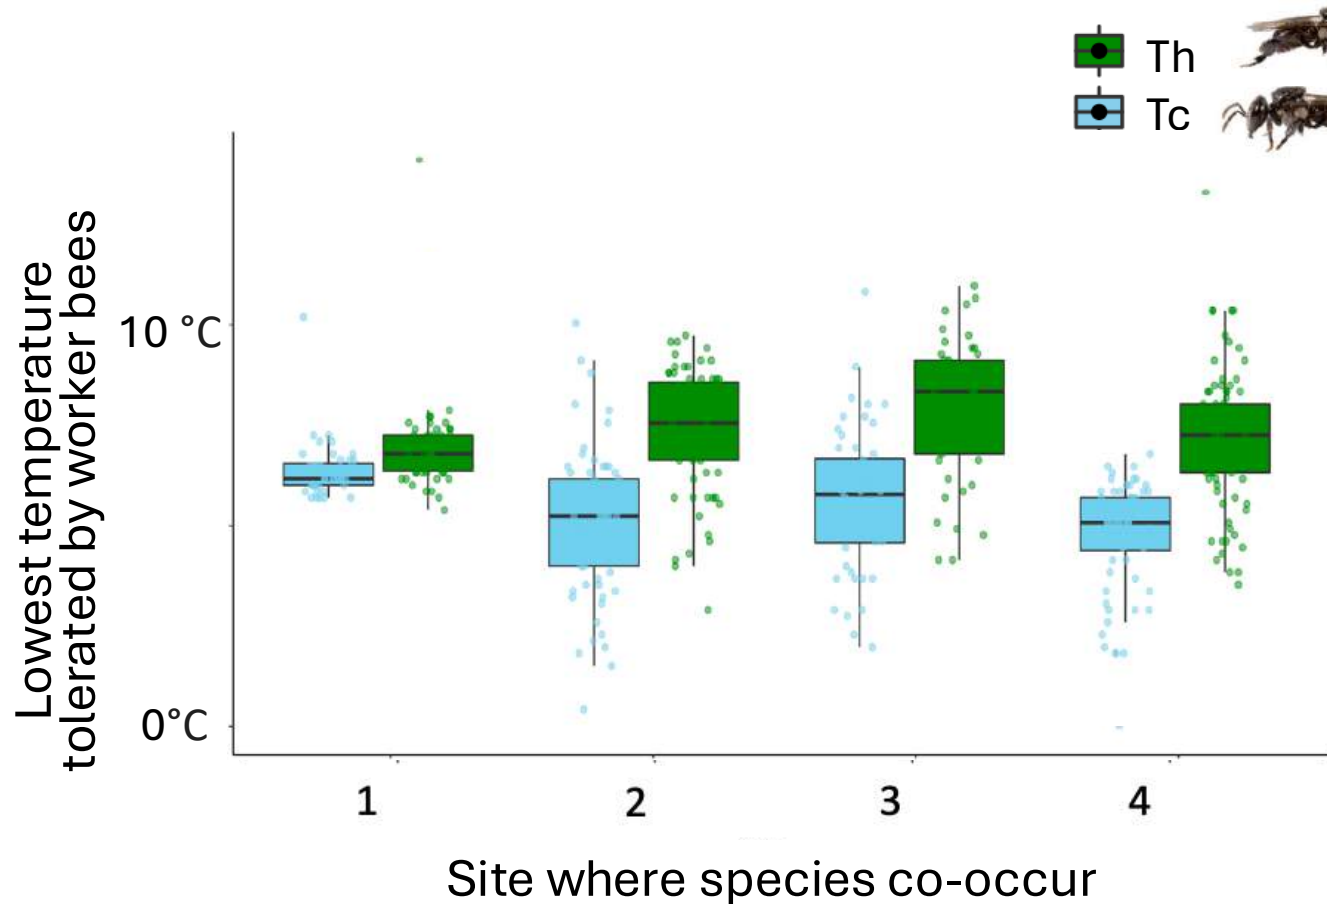 Th
Tc
Lowest temperature
tolerated by worker bees
10 °C
0°C
1 2 3 4
Site where species co-occur